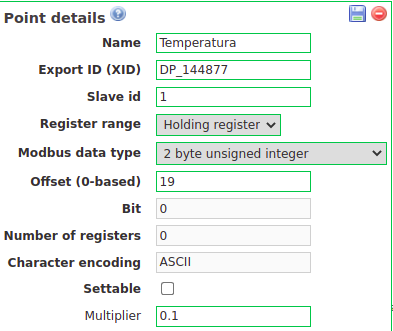 Point details
Name Temperatura
Export ID (XID) DP_144877
Slave id 1
Register range Holding register
Modbus data type 2 byte unsigned integer
Offset (0-based) 19
Bit 0
Number of registers 0
Character encoding ASCII
Settable
Multiplier 0.1